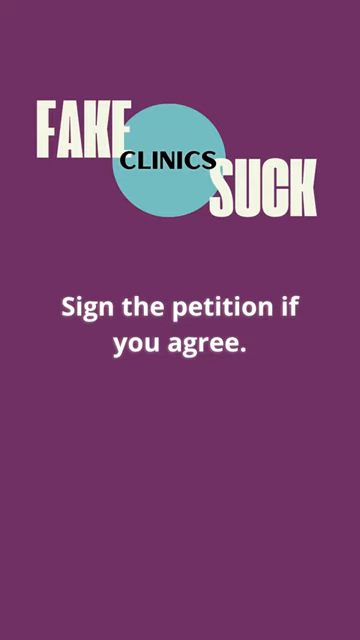 FAKE
CLINICS
SUCK
Sign the petition if
you agree.